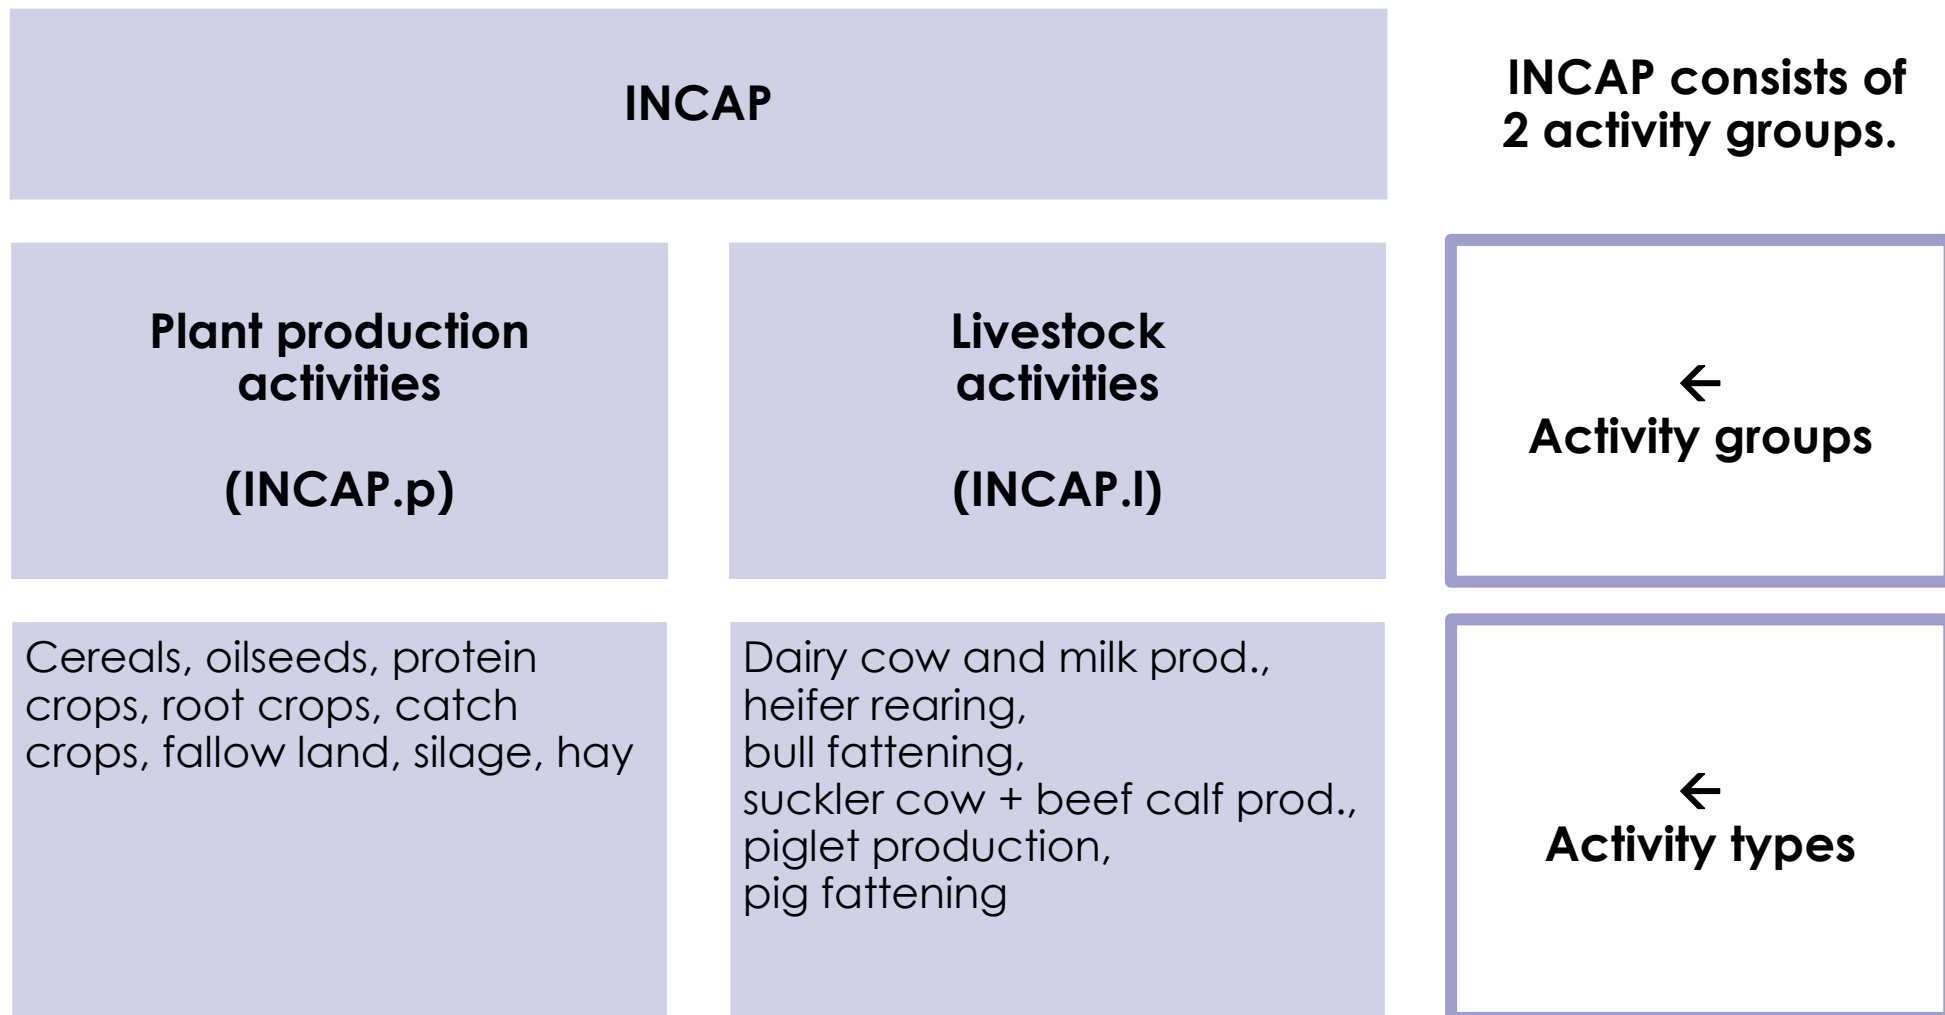 INCAP
INCAP consists of
2 activity groups.
Plant production
activities
(INCAP.p)
Livestock
activities
(INCAP.l)
←
Activity groups
Cereals, oilseeds, protein
crops, root crops, catch
crops, fallow land, silage, hay
Dairy cow and milk prod.,
heifer rearing,
bull fattening,
suckler cow + beef calf prod.,
piglet production,
pig fattening
←
Activity types